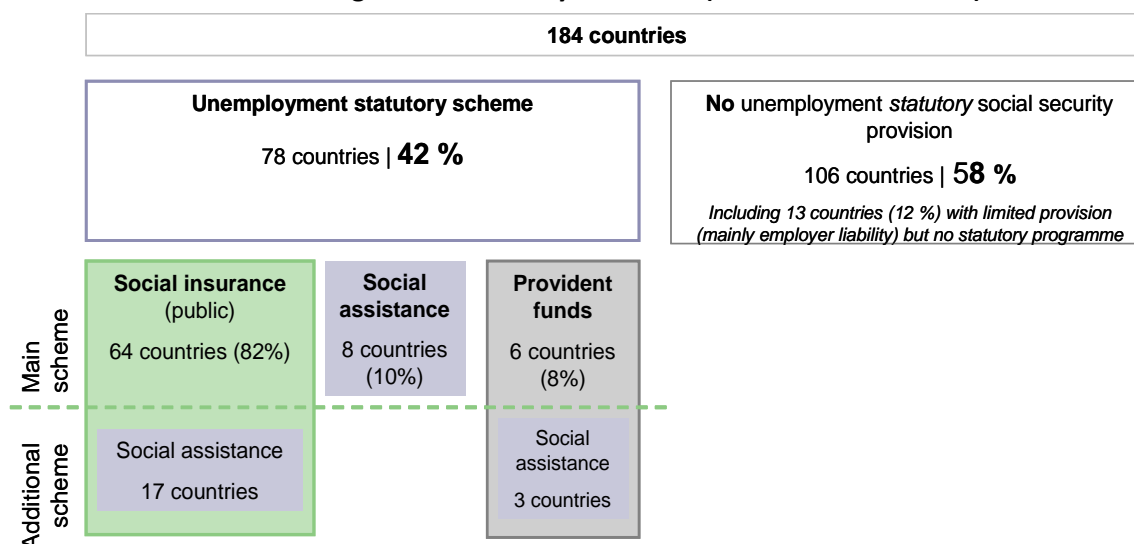 184 countries
Unemployment statutory scheme
78 countries | 42 %
No unemployment statutory social security
provision
106 countries | 58 %
Including 13 countries (12 %) with limited provision
(mainly employer liability) but no statutory programme
Main
scheme
Social insurance
(public)
64 countries (82%)
Social
assistance
8 countries
(10%)
Provident
funds
6 countries
(8%)
Additional
scheme
Social assistance
17 countries
Social
assistance
3 countries